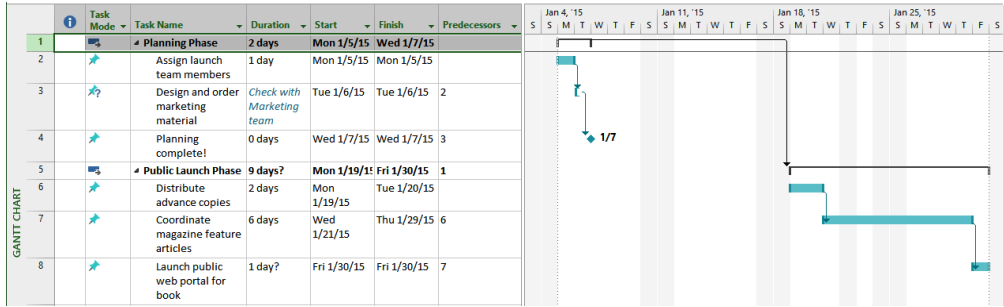 Jan 4, '15 Jan 11, '15 Jan 18, '15 Jan 25, '15
Task Mode Task Name Duration Start Finish Predecessors S S M T W T F S S M T W T F S S M T W T F S S M T W T F S
1 Planning Phase 2 days Mon 1/5/15 Wed 1/7/15
2 Assign launch 1 day Mon 1/5/15 Mon 1/5/15
team members
3 Design and order Check with Tue 1/6/15 Tue 1/6/15 2
marketing Marketing
material team
4 Planning 0 days Wed 1/7/15 Wed 1/7/15 3 1/7
complete!
5 Public Launch Phase 9 days? Mon 1/19/15 Fri 1/30/15 1
6 Distribute 2 days Mon Tue 1/20/15
advance copies 1/19/15
7 Coordinate 6 days Wed Thu 1/29/15 6
magazine feature 1/21/15
articles
8 Launch public 1 day? Fri 1/30/15 Fri 1/30/15 7
web portal for
book
GANTT CHART